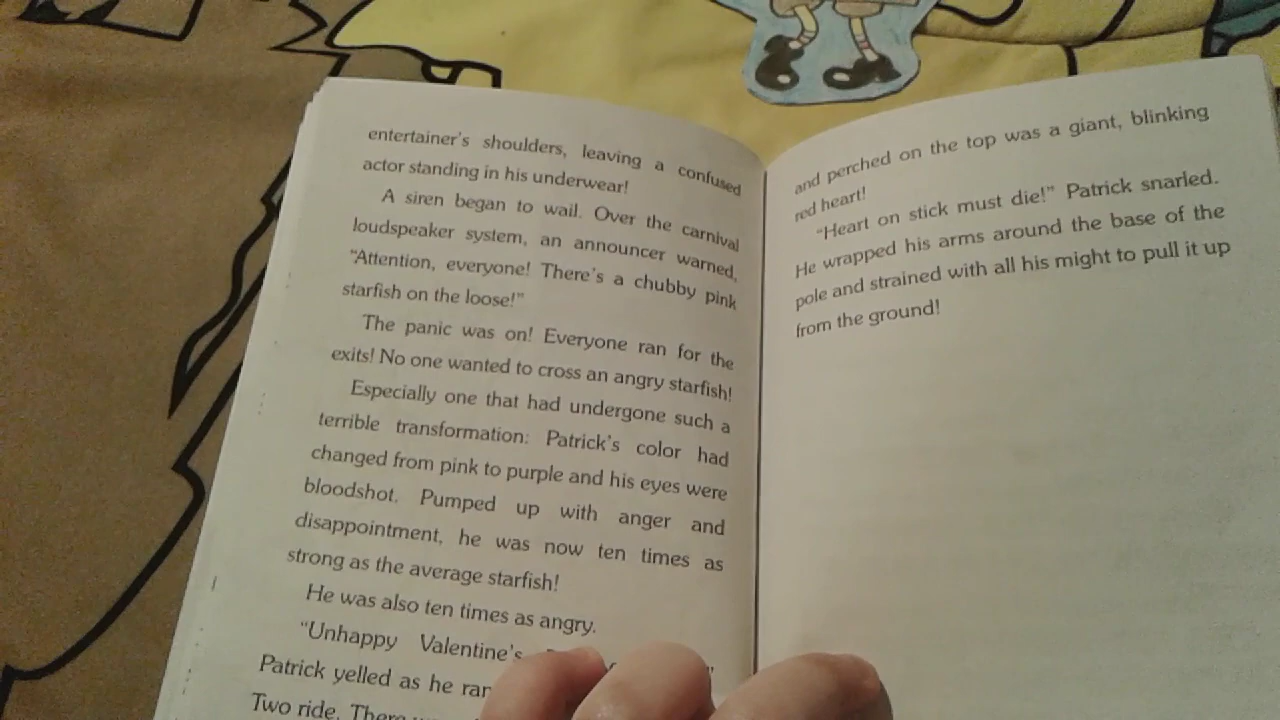 entertainer's shoulders, leaving a confused
actor standing in his underwear!
A siren began to wail. Over the carnival
loudspeaker system, an announcer warned,
"Attention, everyone! There's a chubby pink
starfish on the loose!"
The panic was on! Everyone ran for the
exits! No one wanted to cross an angry starfish!
Especially one that had undergone such a
terrible transformation: Patrick's color had
changed from pink to purple and his eyes were
bloodshot. Pumped up with anger and
disappointment, he was now ten times as
strong as the average starfish!
He was also ten times as angry.
"Unhappy Valentine's
Patrick yelled as he ran
Two ride. There
and perched on the top was a giant, blinking
red heart!
"Heart on stick must die!" Patrick snarled.
He wrapped his arms around the base of the
pole and strained with all his might to pull it up
from the ground!